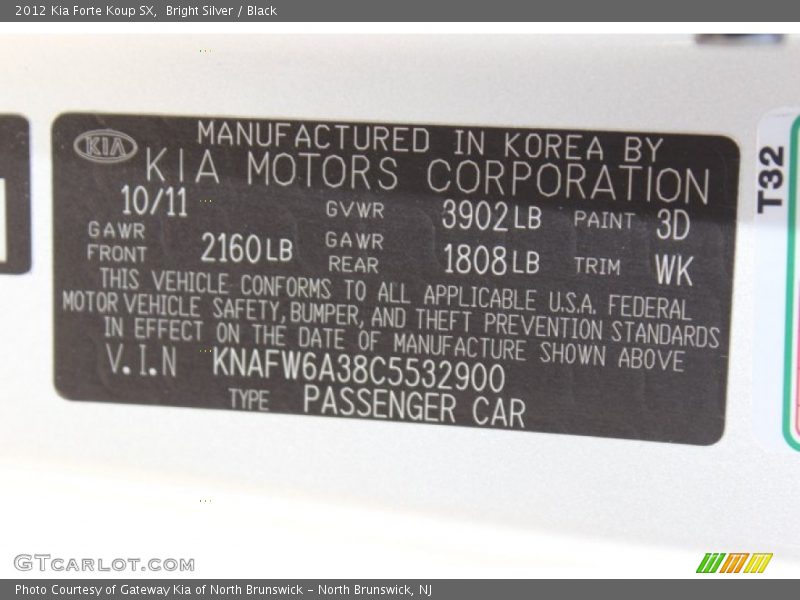 2012 Kia Forte Koup SX,  Bright Silver / Black
KIA
MANUFACTURED IN KOREA BY
KIA MOTORS CORPORATION
10/11 GVWR 3902LB PAINT 3D
GAWR FRONT 2160LB GAWR REAR 1808LB TRIM WK
THIS VEHICLE CONFORMS TO ALL APPLICABLE U.S.A. FEDERAL
MOTOR VEHICLE SAFETY, BUMPER, AND THEFT PREVENTION STANDARDS
IN EFFECT ON THE DATE OF MANUFACTURE SHOWN ABOVE
V.I.N KNAFW6A38C5532900
TYPE PASSENGER CAR
T32
GTcarlot.com
Photo Courtesy of Gateway Kia of North Brunswick - North Brunswick, NJ